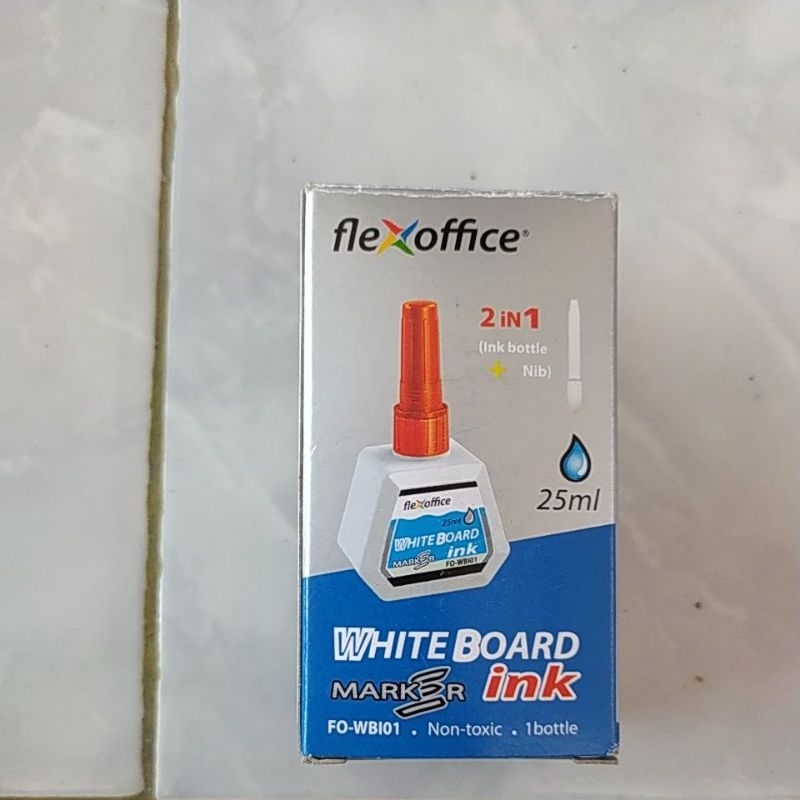 flexoffice®
2 iN 1
(Ink bottle
+ Nib)
25ml
flexoffice
25ml
WHITE BOARD
MARKER ink
FO-WBI01
WHITE BOARD
MARKER ink
FO-WBI01 . Non-toxic . 1bottle